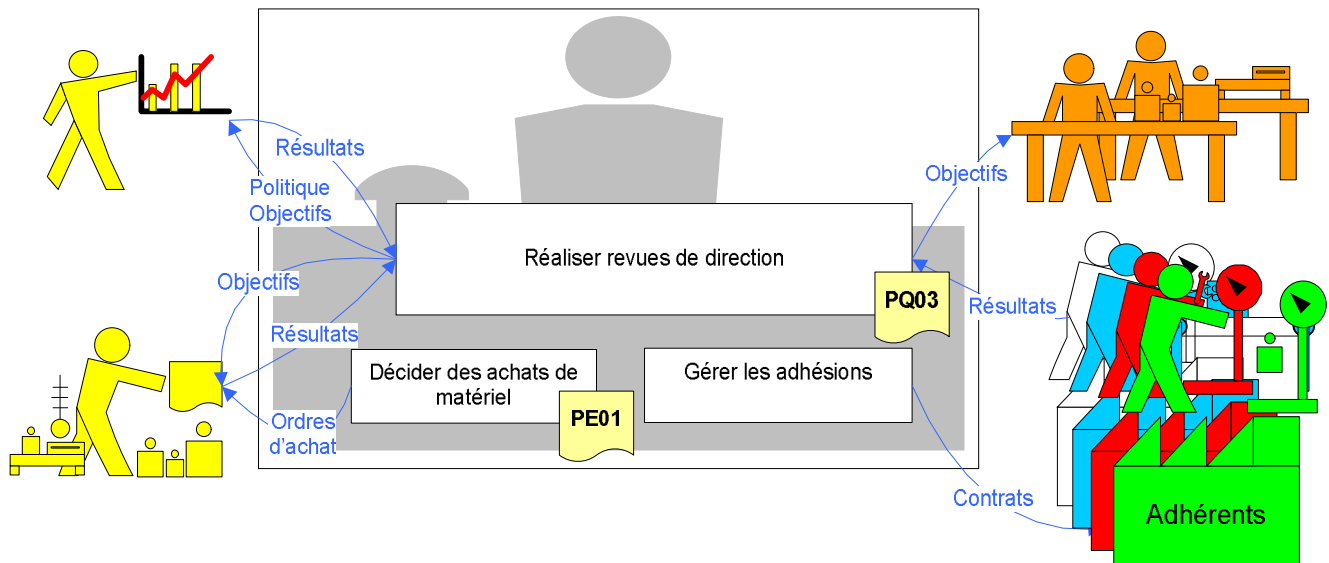 Résultats
Politique
Objectifs
Objectifs
Réaliser revues de direction
PQ03
Objectifs
Résultats
Résultats
Décider des achats de
matériel
PE01
Gérer les adhésions
Ordres
d'achat
Contrats
Adhérents